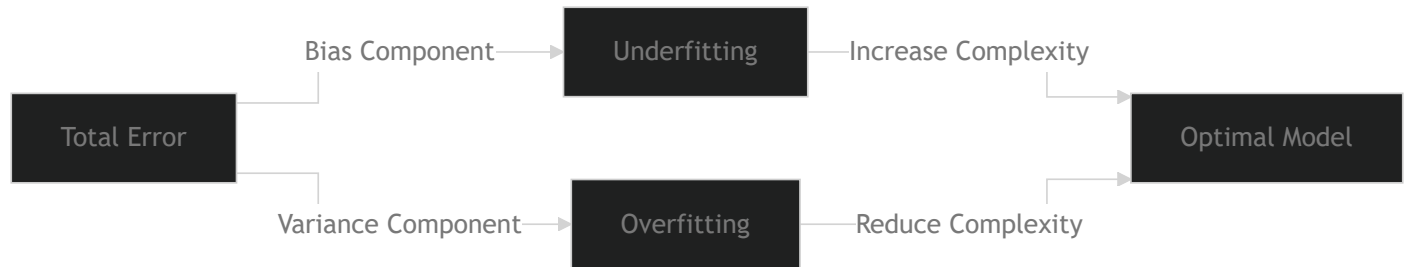 Bias Component
Underfitting
Increase Complexity
Total Error
Optimal Model
Variance Component
Overfitting
Reduce Complexity